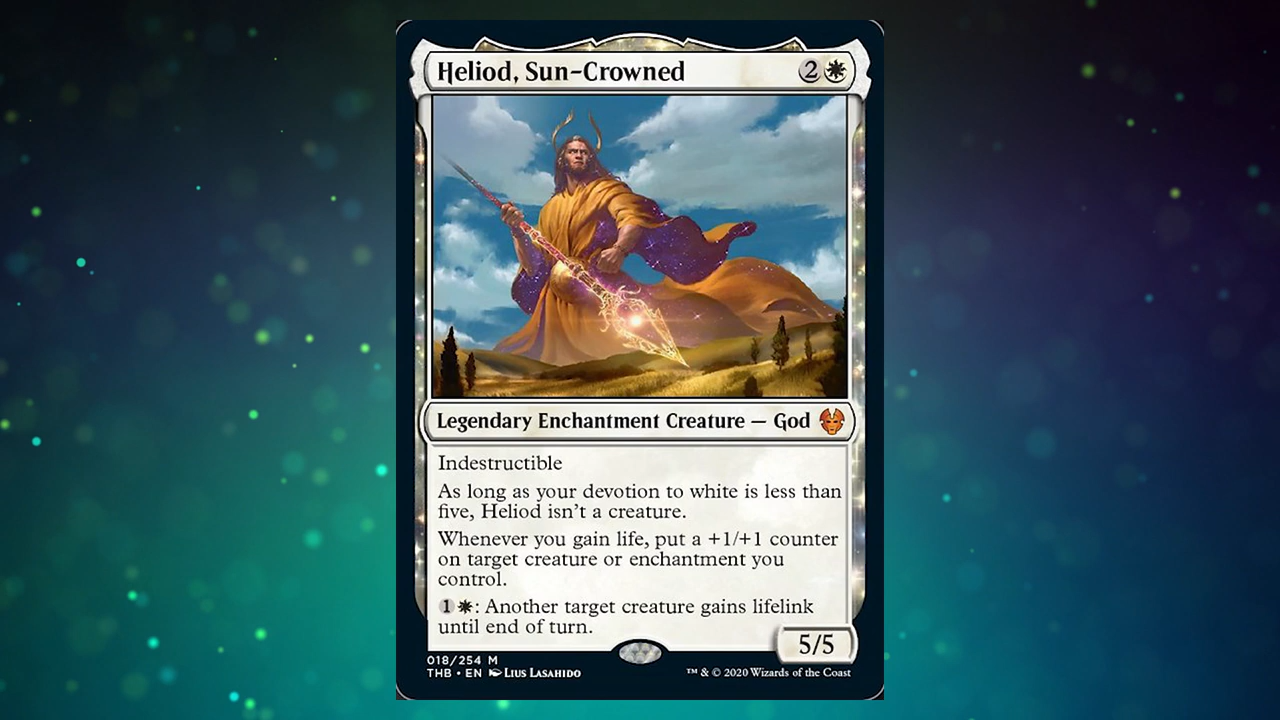 Heliod, Sun-Crowned 2
Legendary Enchantment Creature — God
Indestructible
As long as your devotion to white is less than
five, Heliod isn't a creature.
Whenever you gain life, put a +1/+1 counter
on target creature or enchantment you
control.
1 : Another target creature gains lifelink
until end of turn.
5/5
018/254 M
THB • EN Lius Lasahido
™ & © 2020 Wizards of the Coast